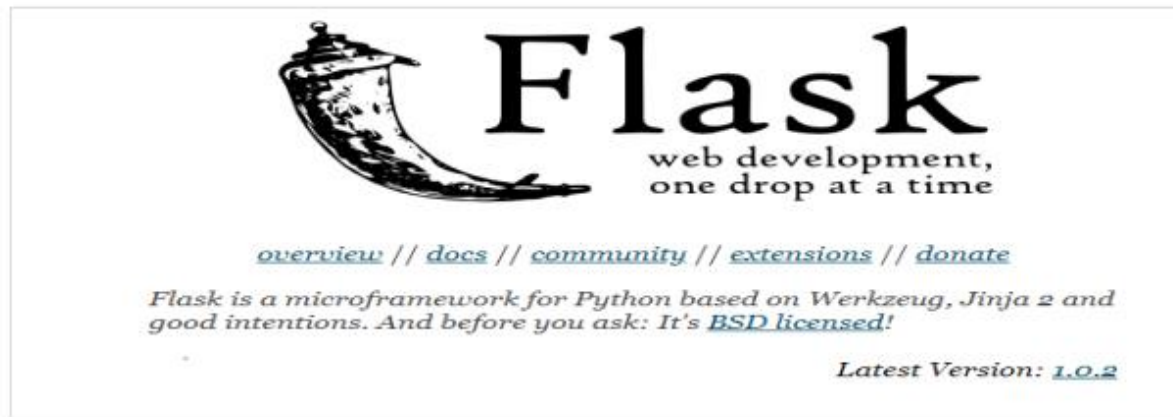 Flask
web development,
one drop at a time
overview // docs // community // extensions // donate
Flask is a microframework for Python based on Werkzeug, Jinja 2 and
good intentions. And before you ask: It's BSD licensed!
Latest Version: 1.0.2